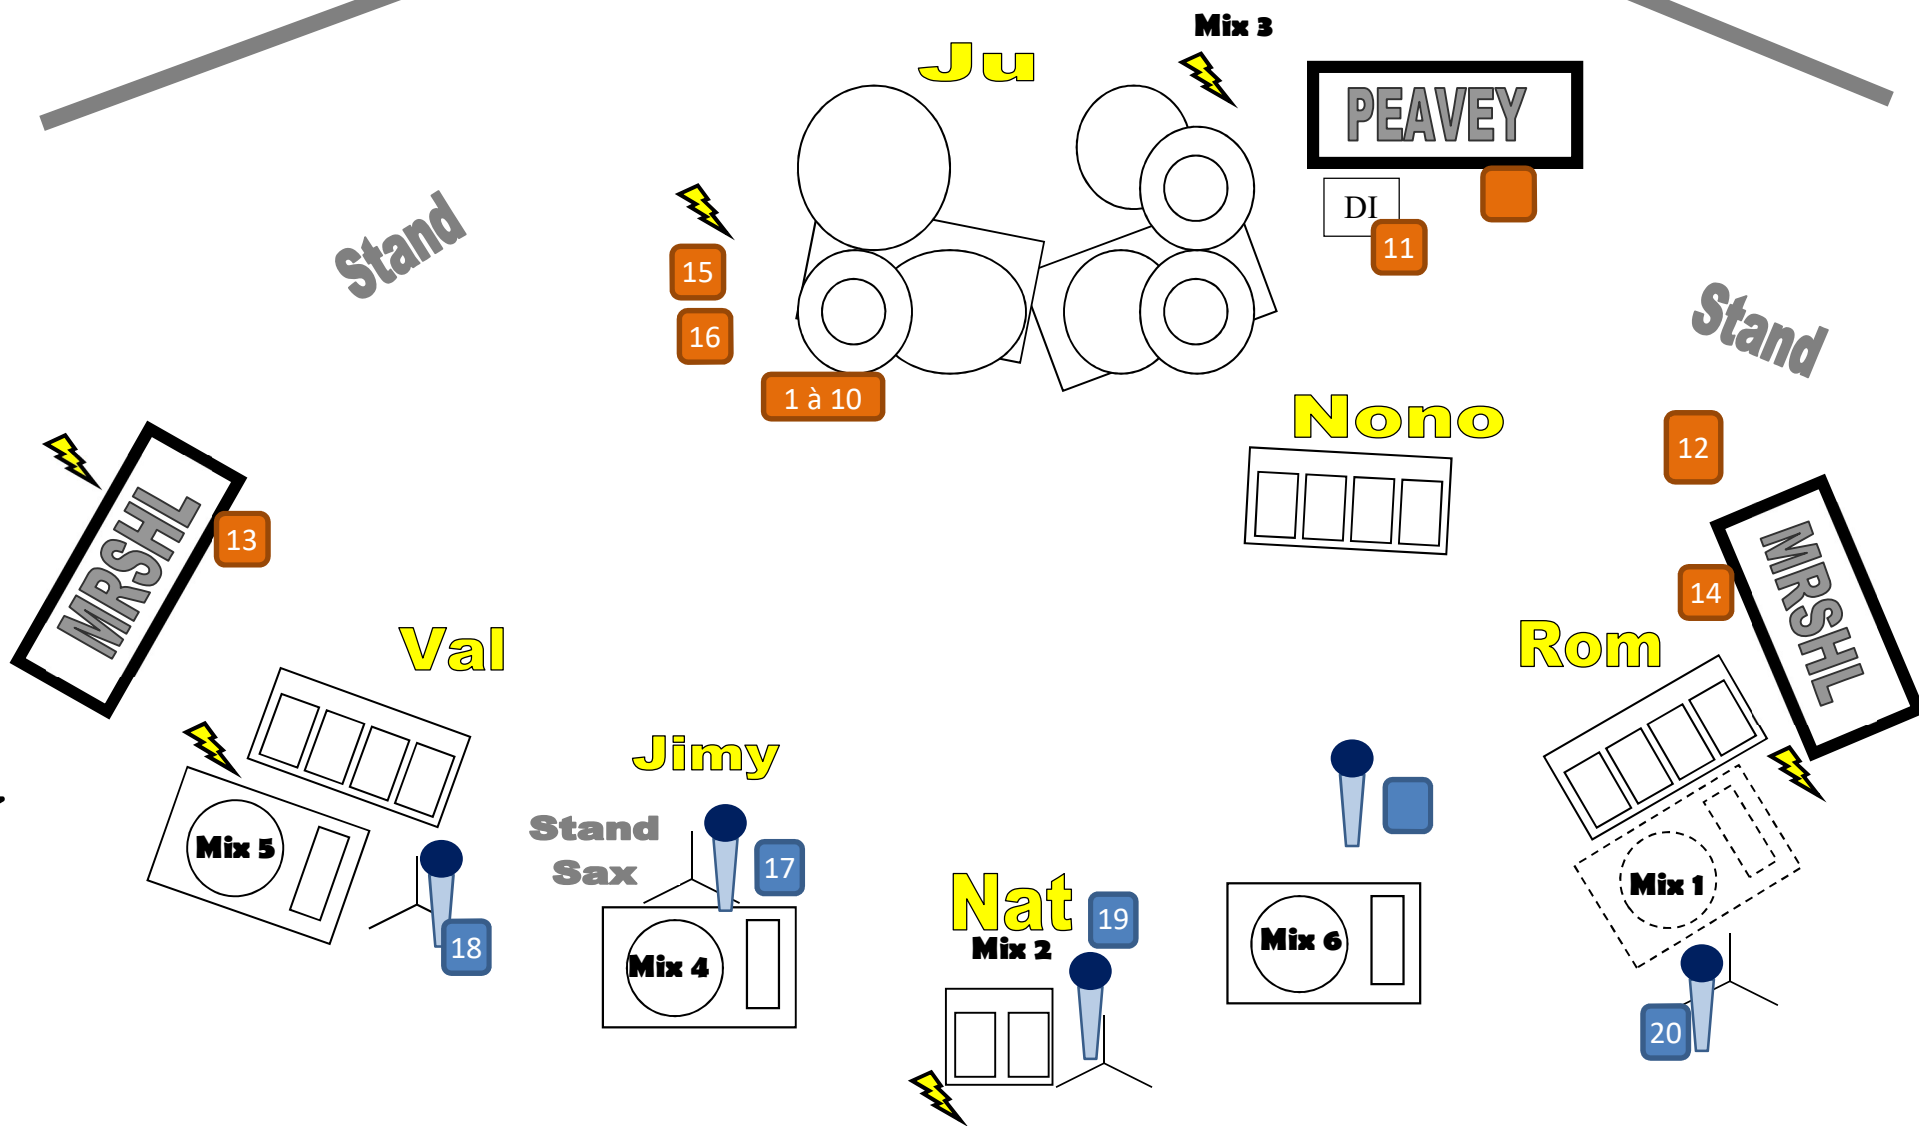 Mix 3
Ju
PEAVEY
Stand
DI
11
15
16
Stand
1 à 10
Nono
12
MRSHL
13
MRSHL
14
Val
Rom
Jimy
Stand
Sax
17
Mix 5
18
Nat
19
Mix 2
Mix 4
Mix 6
Mix 1
20